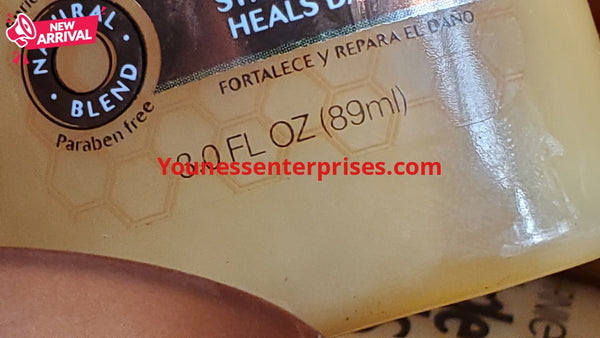 NEW
ARRIVAL
NATURAL
BLEND
Paraben free
HEALS
FORTALECE y REPARA EL DAÑO
3.0 FL OZ (89ml)
Younessenterprises.com